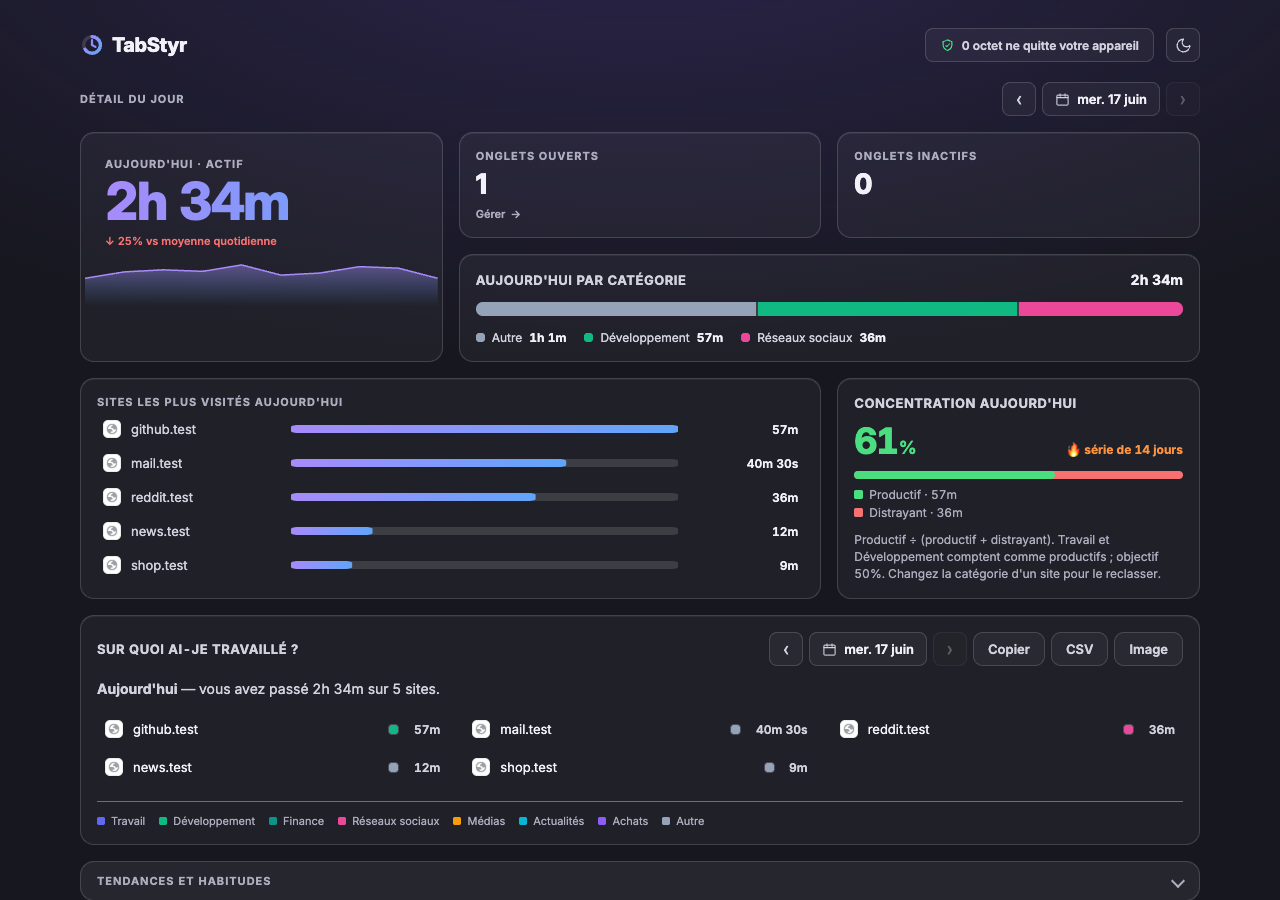 TabStyr
0 octet ne quitte votre appareil
DÉTAIL DU JOUR
‹
mer. 17 juin
›
AUJOURD'HUI · ACTIF
2h 34m
↓ 25% vs moyenne quotidienne
ONGLETS OUVERTS
1
Gérer →
ONGLETS INACTIFS
0
AUJOURD'HUI PAR CATÉGORIE
2h 34m
Autre 1h 1m
Développement 57m
Réseaux sociaux 36m
SITES LES PLUS VISITÉS AUJOURD'HUI
github.test 57m
mail.test 40m 30s
reddit.test 36m
news.test 12m
shop.test 9m
CONCENTRATION AUJOURD'HUI
61%
🔥 série de 14 jours
Productif · 57m
Distrayant · 36m
Productif ÷ (productif + distrayant). Travail et
Développement comptent comme productifs ; objectif
50%. Changez la catégorie d'un site pour le reclasser.
SUR QUOI AI-JE TRAVAILLÉ ?
‹
mer. 17 juin
›
Copier
CSV
Image
Aujourd'hui — vous avez passé 2h 34m sur 5 sites.
github.test 57m
mail.test 40m 30s
reddit.test 36m
news.test 12m
shop.test 9m
Travail Développement Finance Réseaux sociaux Médias Actualités Achats Autre
TENDANCES ET HABITUDES